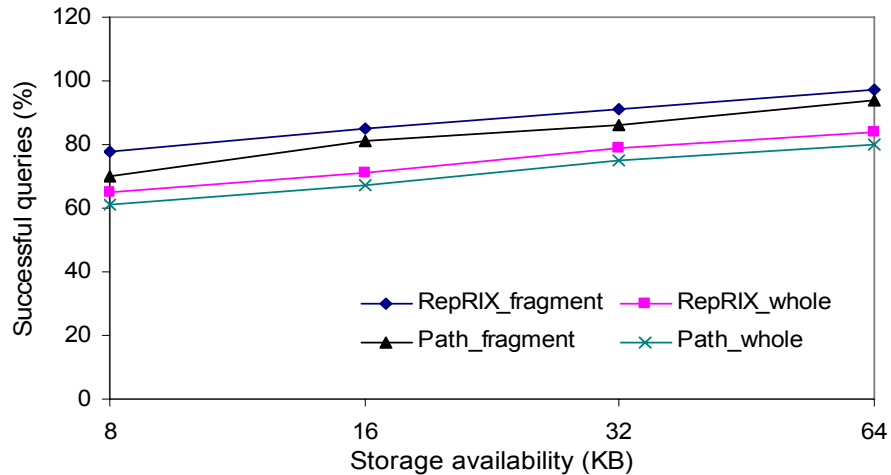 120
100
80
60
40
20
0
Successful queries (%)
RepRIX_fragment RepRIX_whole
Path_fragment Path_whole
8 16 32 64
Storage availability (KB)